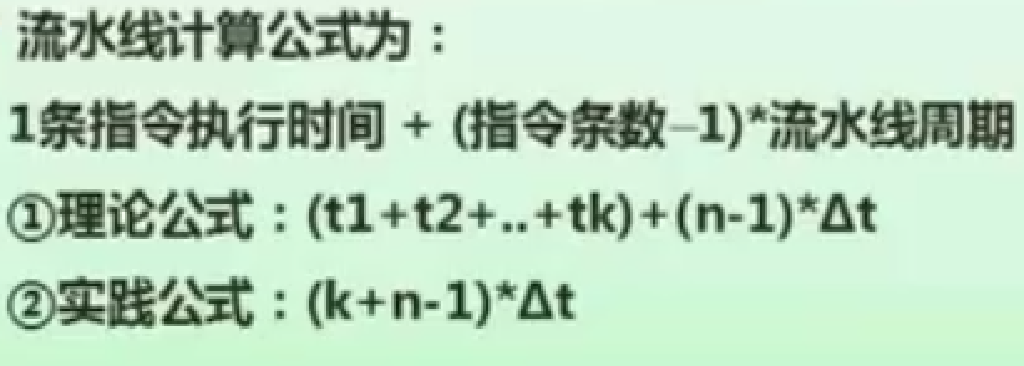 流水线计算公式为：
1条指令执行时间 + (指令条数-1)*流水线周期
①理论公式：(t1+t2+..+tk)+(n-1)*Δt
②实践公式：(k+n-1)*Δt